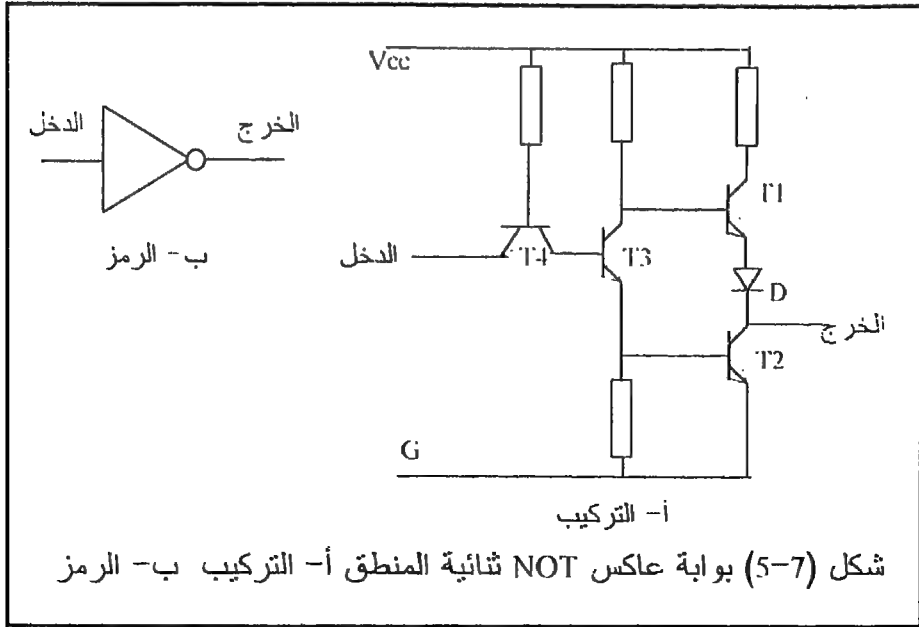 Vcc
الدخل
الخرج
ب- الرمز
T1
الدخل
T4
T3
D
الخرج
T2
G
أ- التركيب
شكل (7-5) بوابة عاكس NOT ثنائية المنطق أ- التركيب ب- الرمز